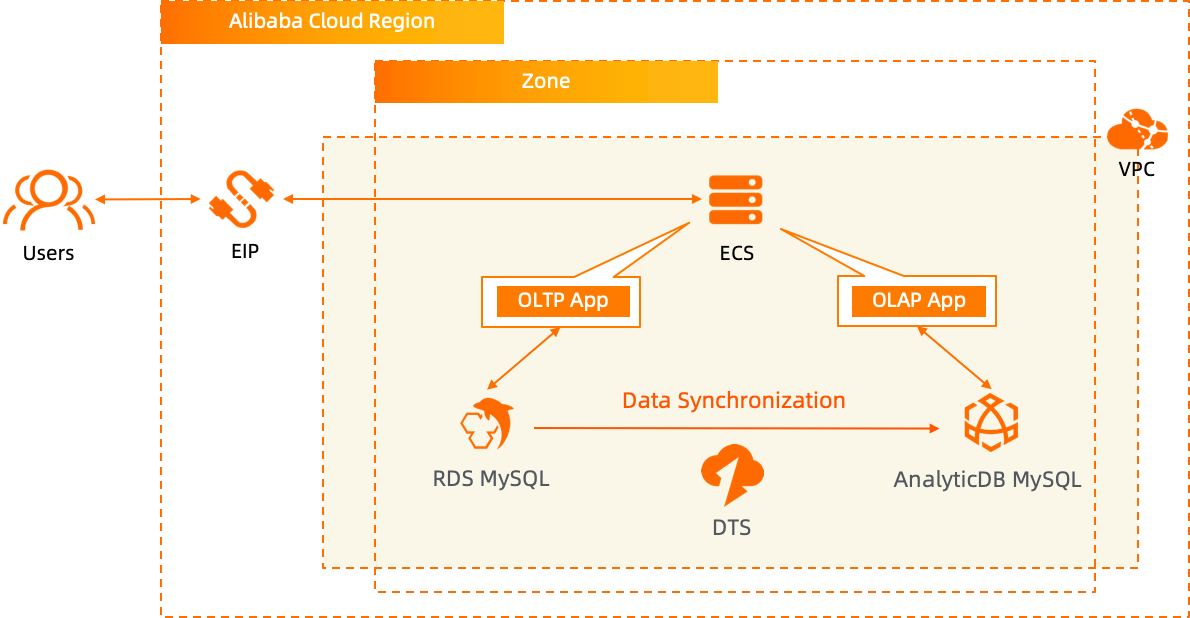 Alibaba Cloud Region
Zone
VPC
Users
EIP
ECS
OLTP App
OLAP App
Data Synchronization
RDS MySQL
AnalyticDB MySQL
DTS